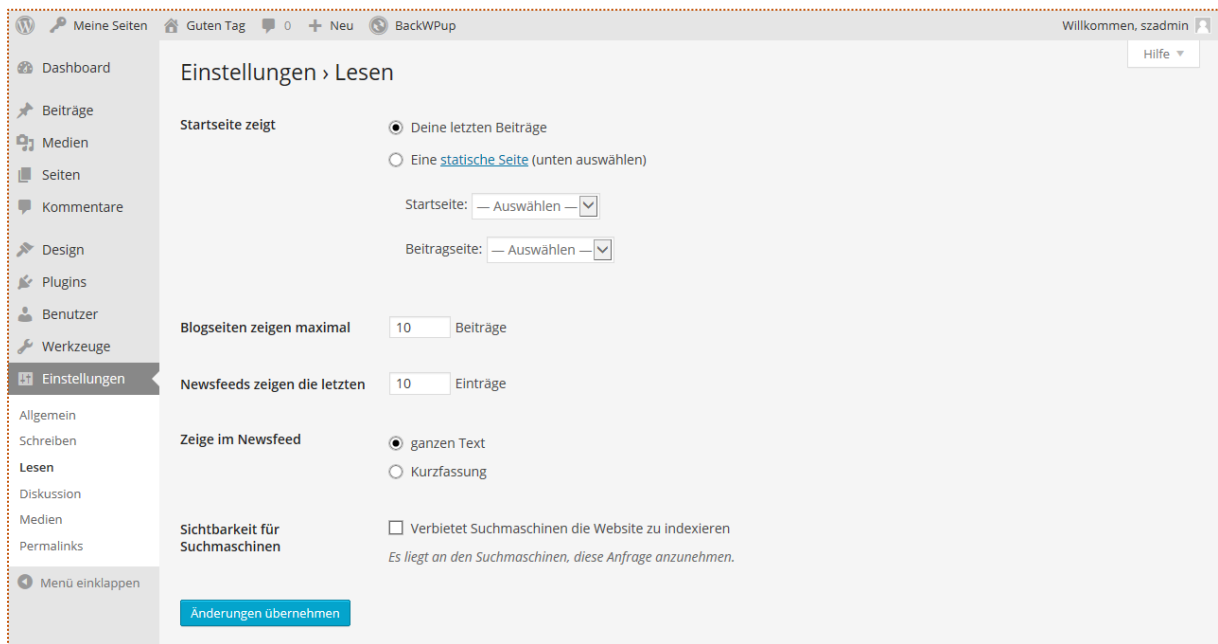 Meine Seiten Guten Tag 0 Neu BackWPup Willkommen, szadmin
Hilfe
Dashboard
Beiträge
Medien
Seiten
Kommentare
Design
Plugins
Benutzer
Werkzeuge
Einstellungen
Allgemein
Schreiben
Lesen
Diskussion
Medien
Permalinks
Menü einklappen
Einstellungen › Lesen
Startseite zeigt
Deine letzten Beiträge
Eine statische Seite (unten auswählen)
Startseite: — Auswählen —
Beitragseite: — Auswählen —
Blogseiten zeigen maximal 10 Beiträge
Newsfeeds zeigen die letzten 10 Einträge
Zeige im Newsfeed
ganzen Text
Kurzfassung
Sichtbarkeit für
Suchmaschinen
Verbietet Suchmaschinen die Website zu indexieren
Es liegt an den Suchmaschinen, diese Anfrage anzunehmen.
Änderungen übernehmen